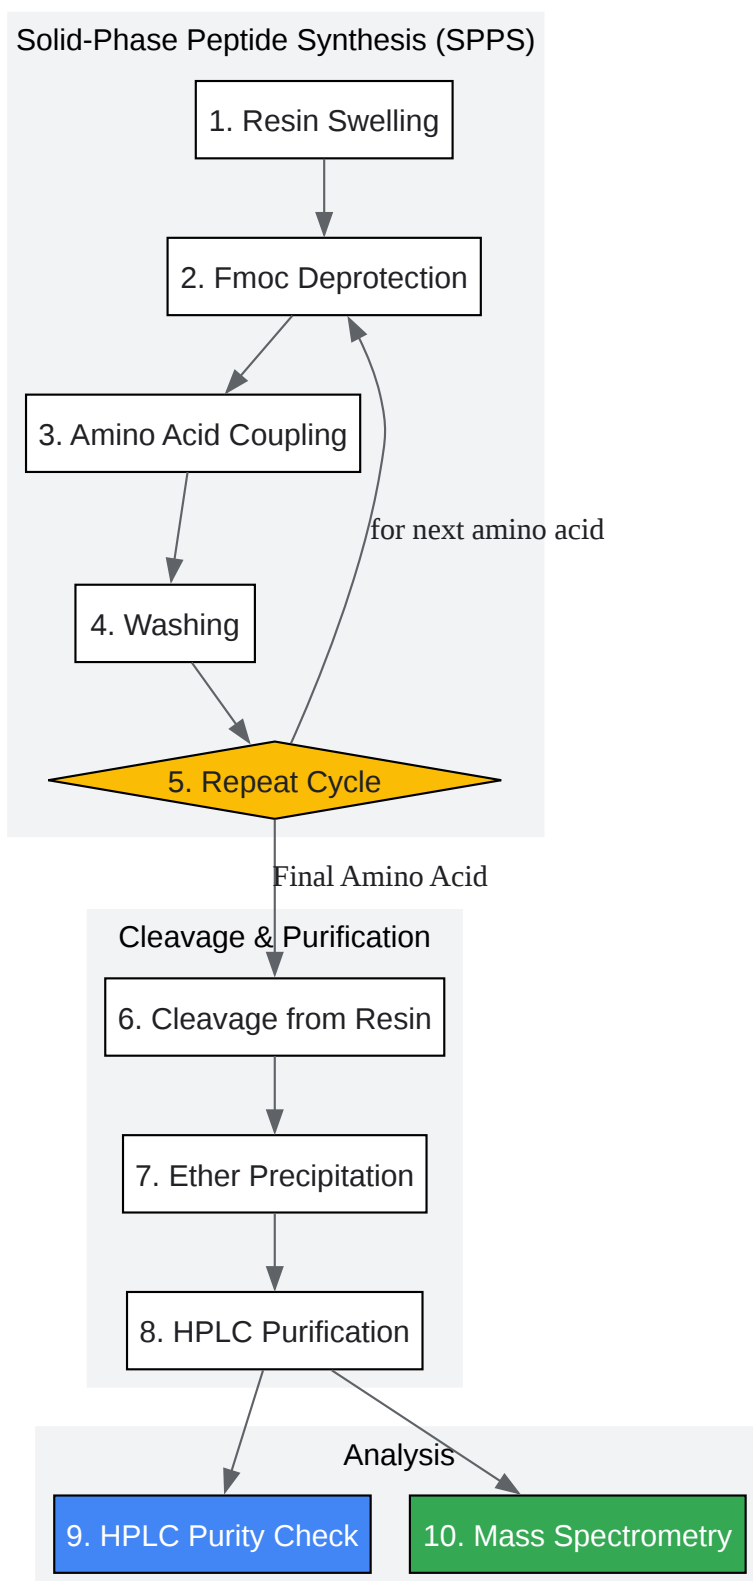 Solid-Phase Peptide Synthesis (SPPS)
1. Resin Swelling
2. Fmoc Deprotection
3. Amino Acid Coupling
for next amino acid
4. Washing
5. Repeat Cycle
Final Amino Acid
Cleavage & Purification
6. Cleavage from Resin
7. Ether Precipitation
8. HPLC Purification
Analysis
9. HPLC Purity Check
10. Mass Spectrometry